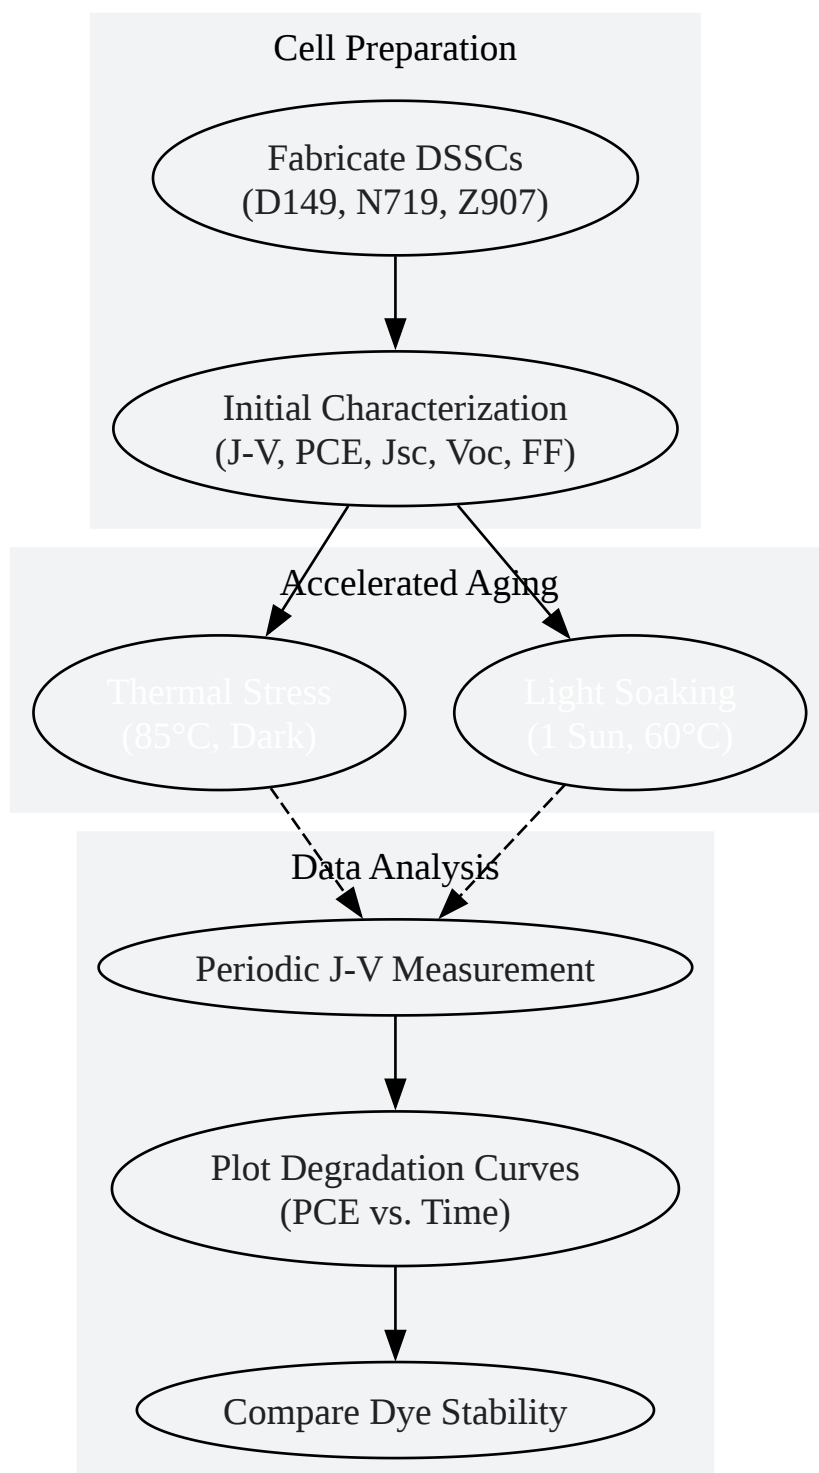 Cell Preparation
Fabricate DSSCs
(D149, N719, Z907)
Initial Characterization
(J-V, PCE, Jsc, Voc, FF)
Accelerated Aging
Thermal Stress
(85°C, Dark)
Light Soaking
(1 Sun, 60°C)
Data Analysis
Periodic J-V Measurement
Plot Degradation Curves
(PCE vs. Time)
Compare Dye Stability